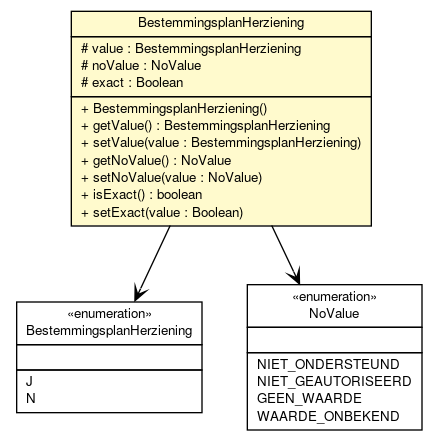 BestemmingsplanHerziening
# value : BestemmingsplanHerziening
# noValue : NoValue
# exact : Boolean
+ BestemmingsplanHerziening()
+ getValue() : BestemmingsplanHerziening
+ setValue(value : BestemmingsplanHerziening)
+ getNoValue() : NoValue
+ setNoValue(value : NoValue)
+ isExact() : boolean
+ setExact(value : Boolean)
«enumeration»
BestemmingsplanHerziening
J
N
«enumeration»
NoValue
NIET_ONDERSTEUND
NIET_GEAUTORISEERD
GEEN_WAARDE
WAARDE_ONBEKEND